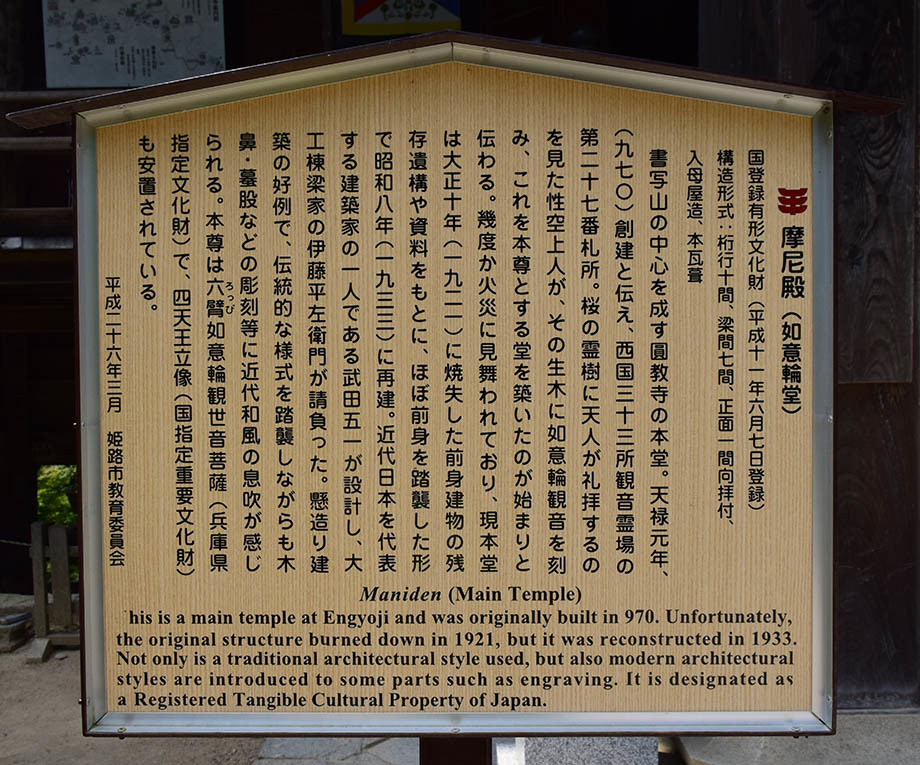 摩尼殿（如意輪堂）
国登録有形文化財（平成十一年六月七日登録）
構造形式：桁行十間、梁間七間、正面一間向拝付、
入母屋造、本瓦葺
書写山の中心を成す圓教寺の本堂。天禄元年、
（九七〇）創建と伝え、西国三十三所観音霊場の
第二十七番札所。桜の霊樹に天人が礼拝するの
を見た性空上人が、その生木に如意輪観音を刻
み、これを本尊とする堂を築いたのが始まりと
伝わる。幾度か火災に見舞われており、現本堂
は大正十年（一九二一）に焼失した前身建物の残
存遺構や資料をもとに、ほぼ前身を踏襲した形
で昭和八年（一九三三）に再建。近代日本を代表
する建築家の一人である武田五一が設計し、大
工棟梁家の伊藤平左衛門が請負った。懸造り建
築の好例で、伝統的な様式を踏襲しながらも木
鼻・墓股などの彫刻等に近代和風の息吹が感じ
られる。本尊は六臂如意輪観世音菩薩（兵庫県
ろっぴ
指定文化財）で、四天王立像（国指定重要文化財）
も安置されている。
平成二十六年三月　姫路市教育委員会
Maniden (Main Temple)
his is a main temple at Engyoji and was originally built in 970. Unfortunately,
the original structure burned down in 1921, but it was reconstructed in 1933.
Not only is a traditional architectural style used, but also modern architectural
styles are introduced to some parts such as engraving. It is designated as
a Registered Tangible Cultural Property of Japan.